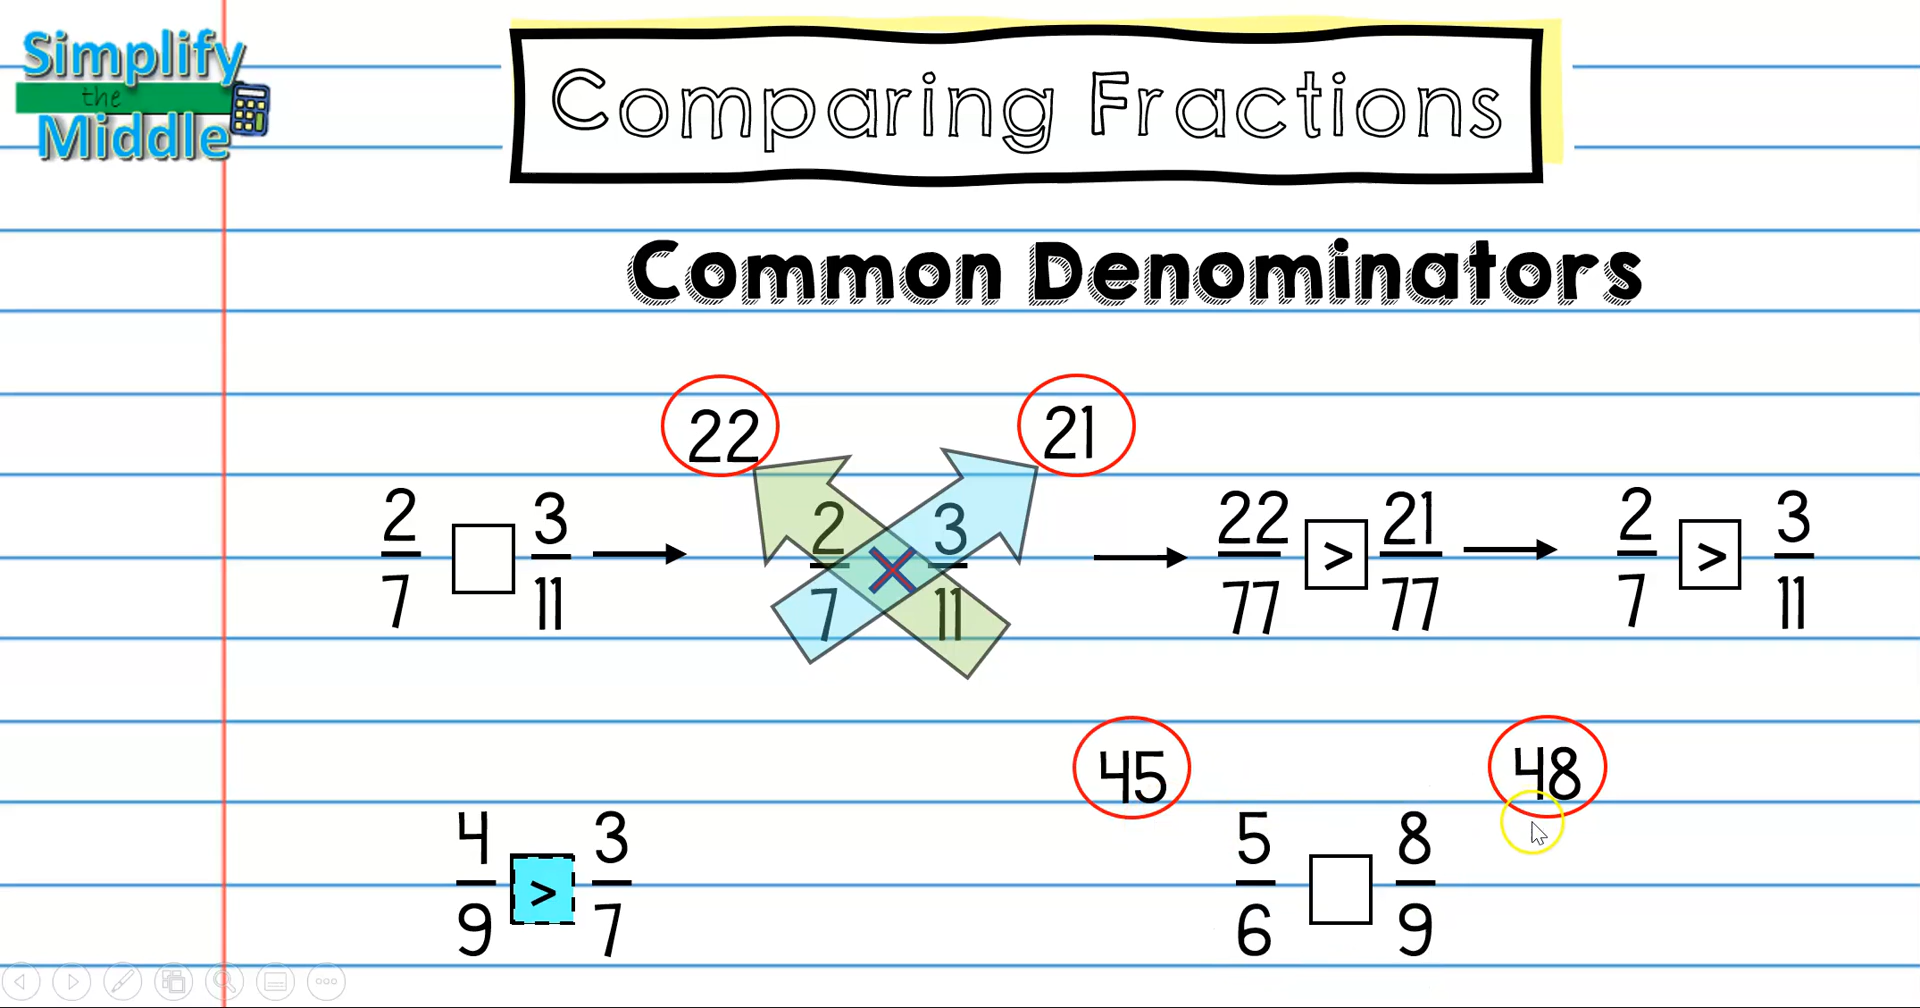 Simplify
the
Middle
Comparing Fractions
Common Denominators
22 21
2 3 2 3 22 > 21 2 > 3
7 11 7 × 11 77 77 7 11
45 48
4 > 3 5 8
9 7 6 9